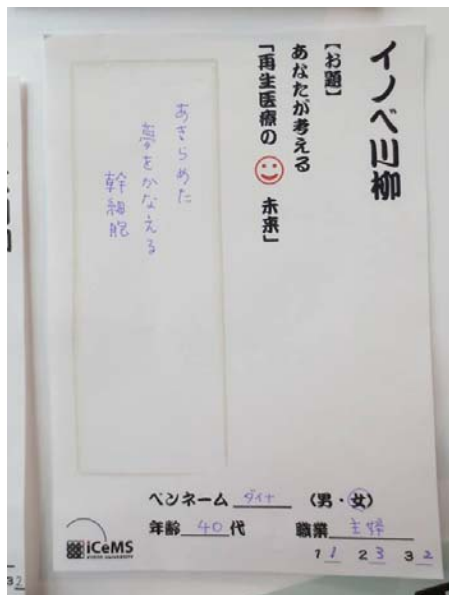 イノベ川柳
【お題】
あなたが考える
「再生医療の 未来」
あきらめた
夢をかなえる
幹細胞
ペンネーム ダイナ (男・女)
年齢 40 代 職業 主婦
1 1 2 3 3 2
iCeMS
KYOTO UNIVERSITY
32